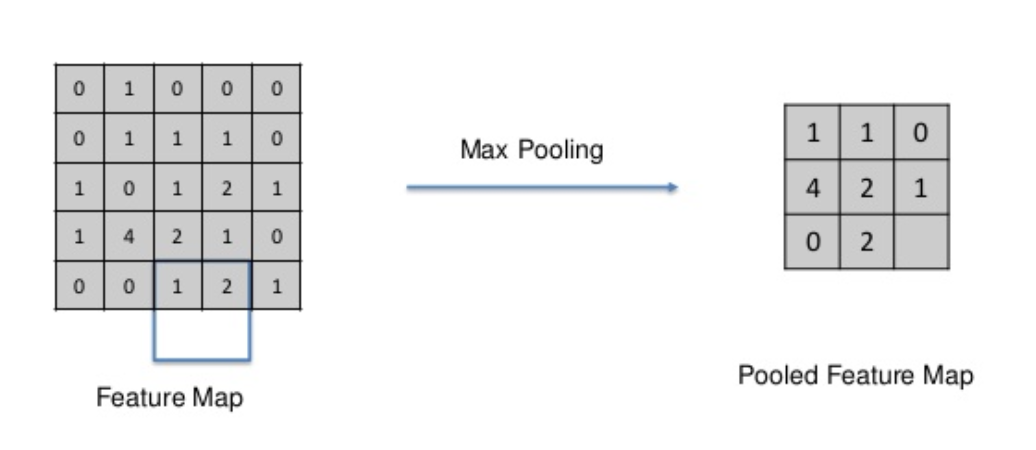 0 1 0 0 0
0 1 1 1 0
1 0 1 2 1
1 4 2 1 0
0 0 1 2 1
Feature Map
Max Pooling
1 1 0
4 2 1
0 2
Pooled Feature Map